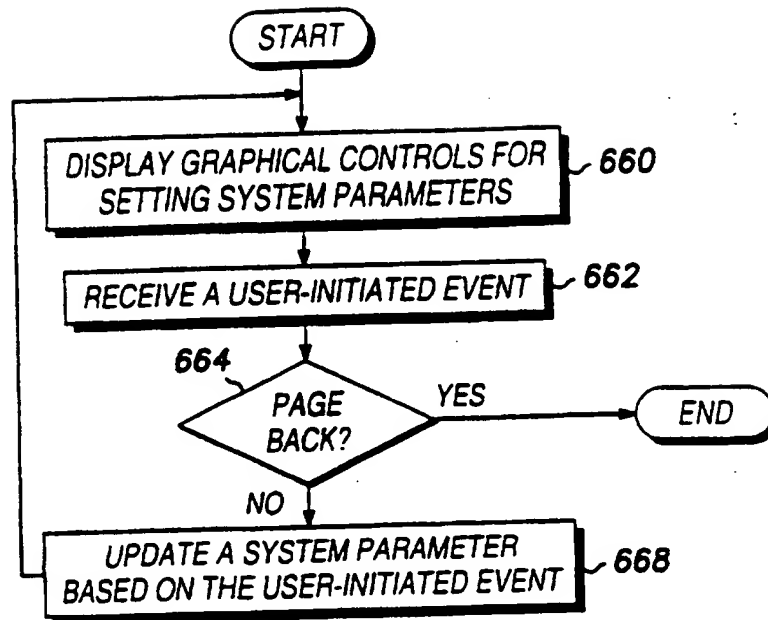 START
DISPLAY GRAPHICAL CONTROLS FOR
SETTING SYSTEM PARAMETERS
660
RECEIVE A USER-INITIATED EVENT
662
664
PAGE
BACK?
YES
END
NO
UPDATE A SYSTEM PARAMETER
BASED ON THE USER-INITIATED EVENT
668